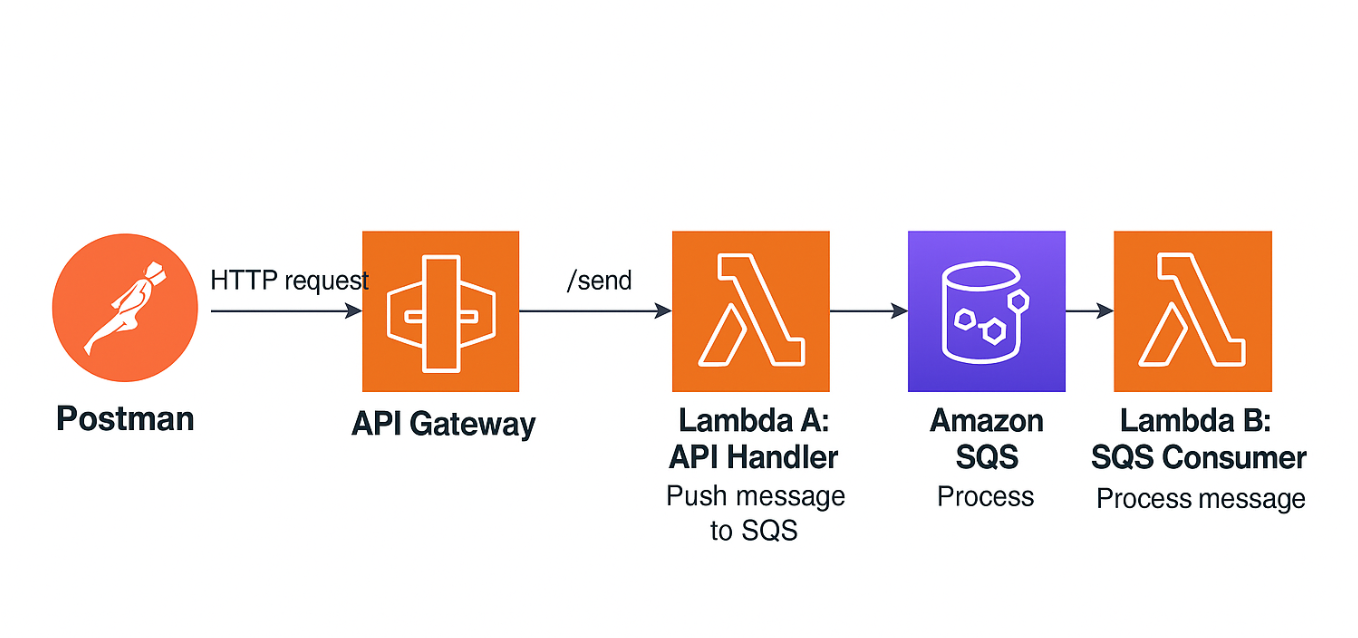 HTTP request
/send
Postman
API Gateway
Lambda A:
API Handler
Push message
to SQS
Amazon
SQS
Process
Lambda B:
SQS Consumer
Process message